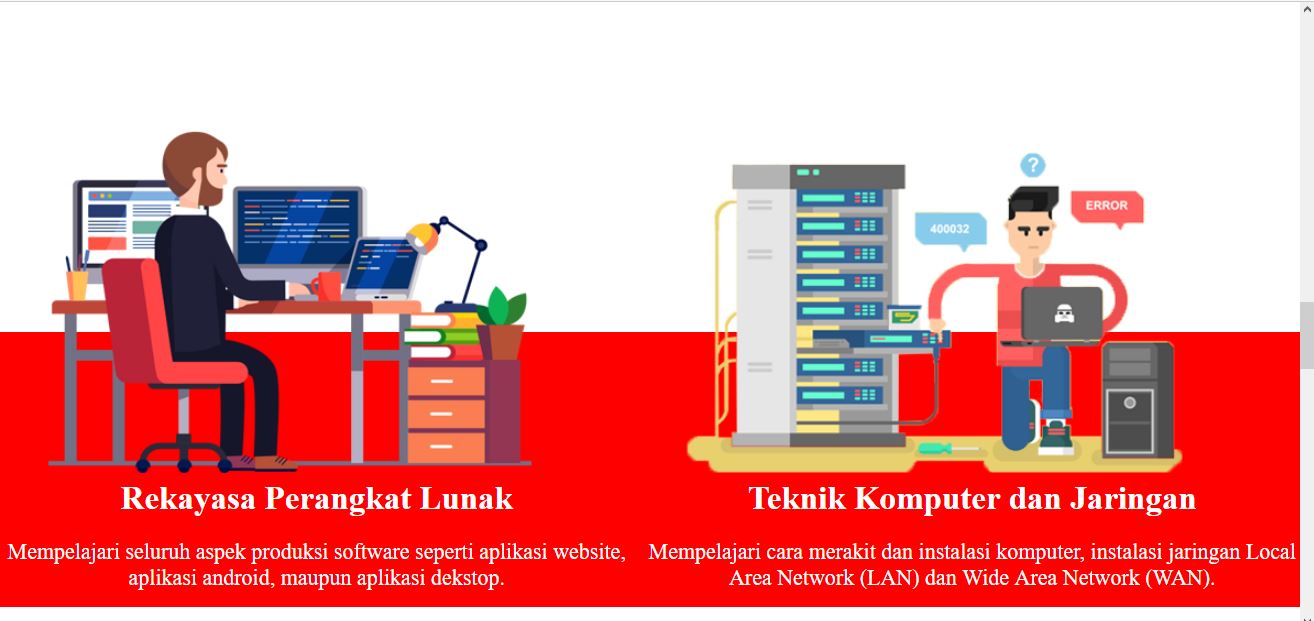 ?
ERROR
400032
Rekayasa Perangkat Lunak
Mempelajari seluruh aspek produksi software seperti aplikasi website,
aplikasi android, maupun aplikasi dekstop.
Teknik Komputer dan Jaringan
Mempelajari cara merakit dan instalasi komputer, instalasi jaringan Local
Area Network (LAN) dan Wide Area Network (WAN).